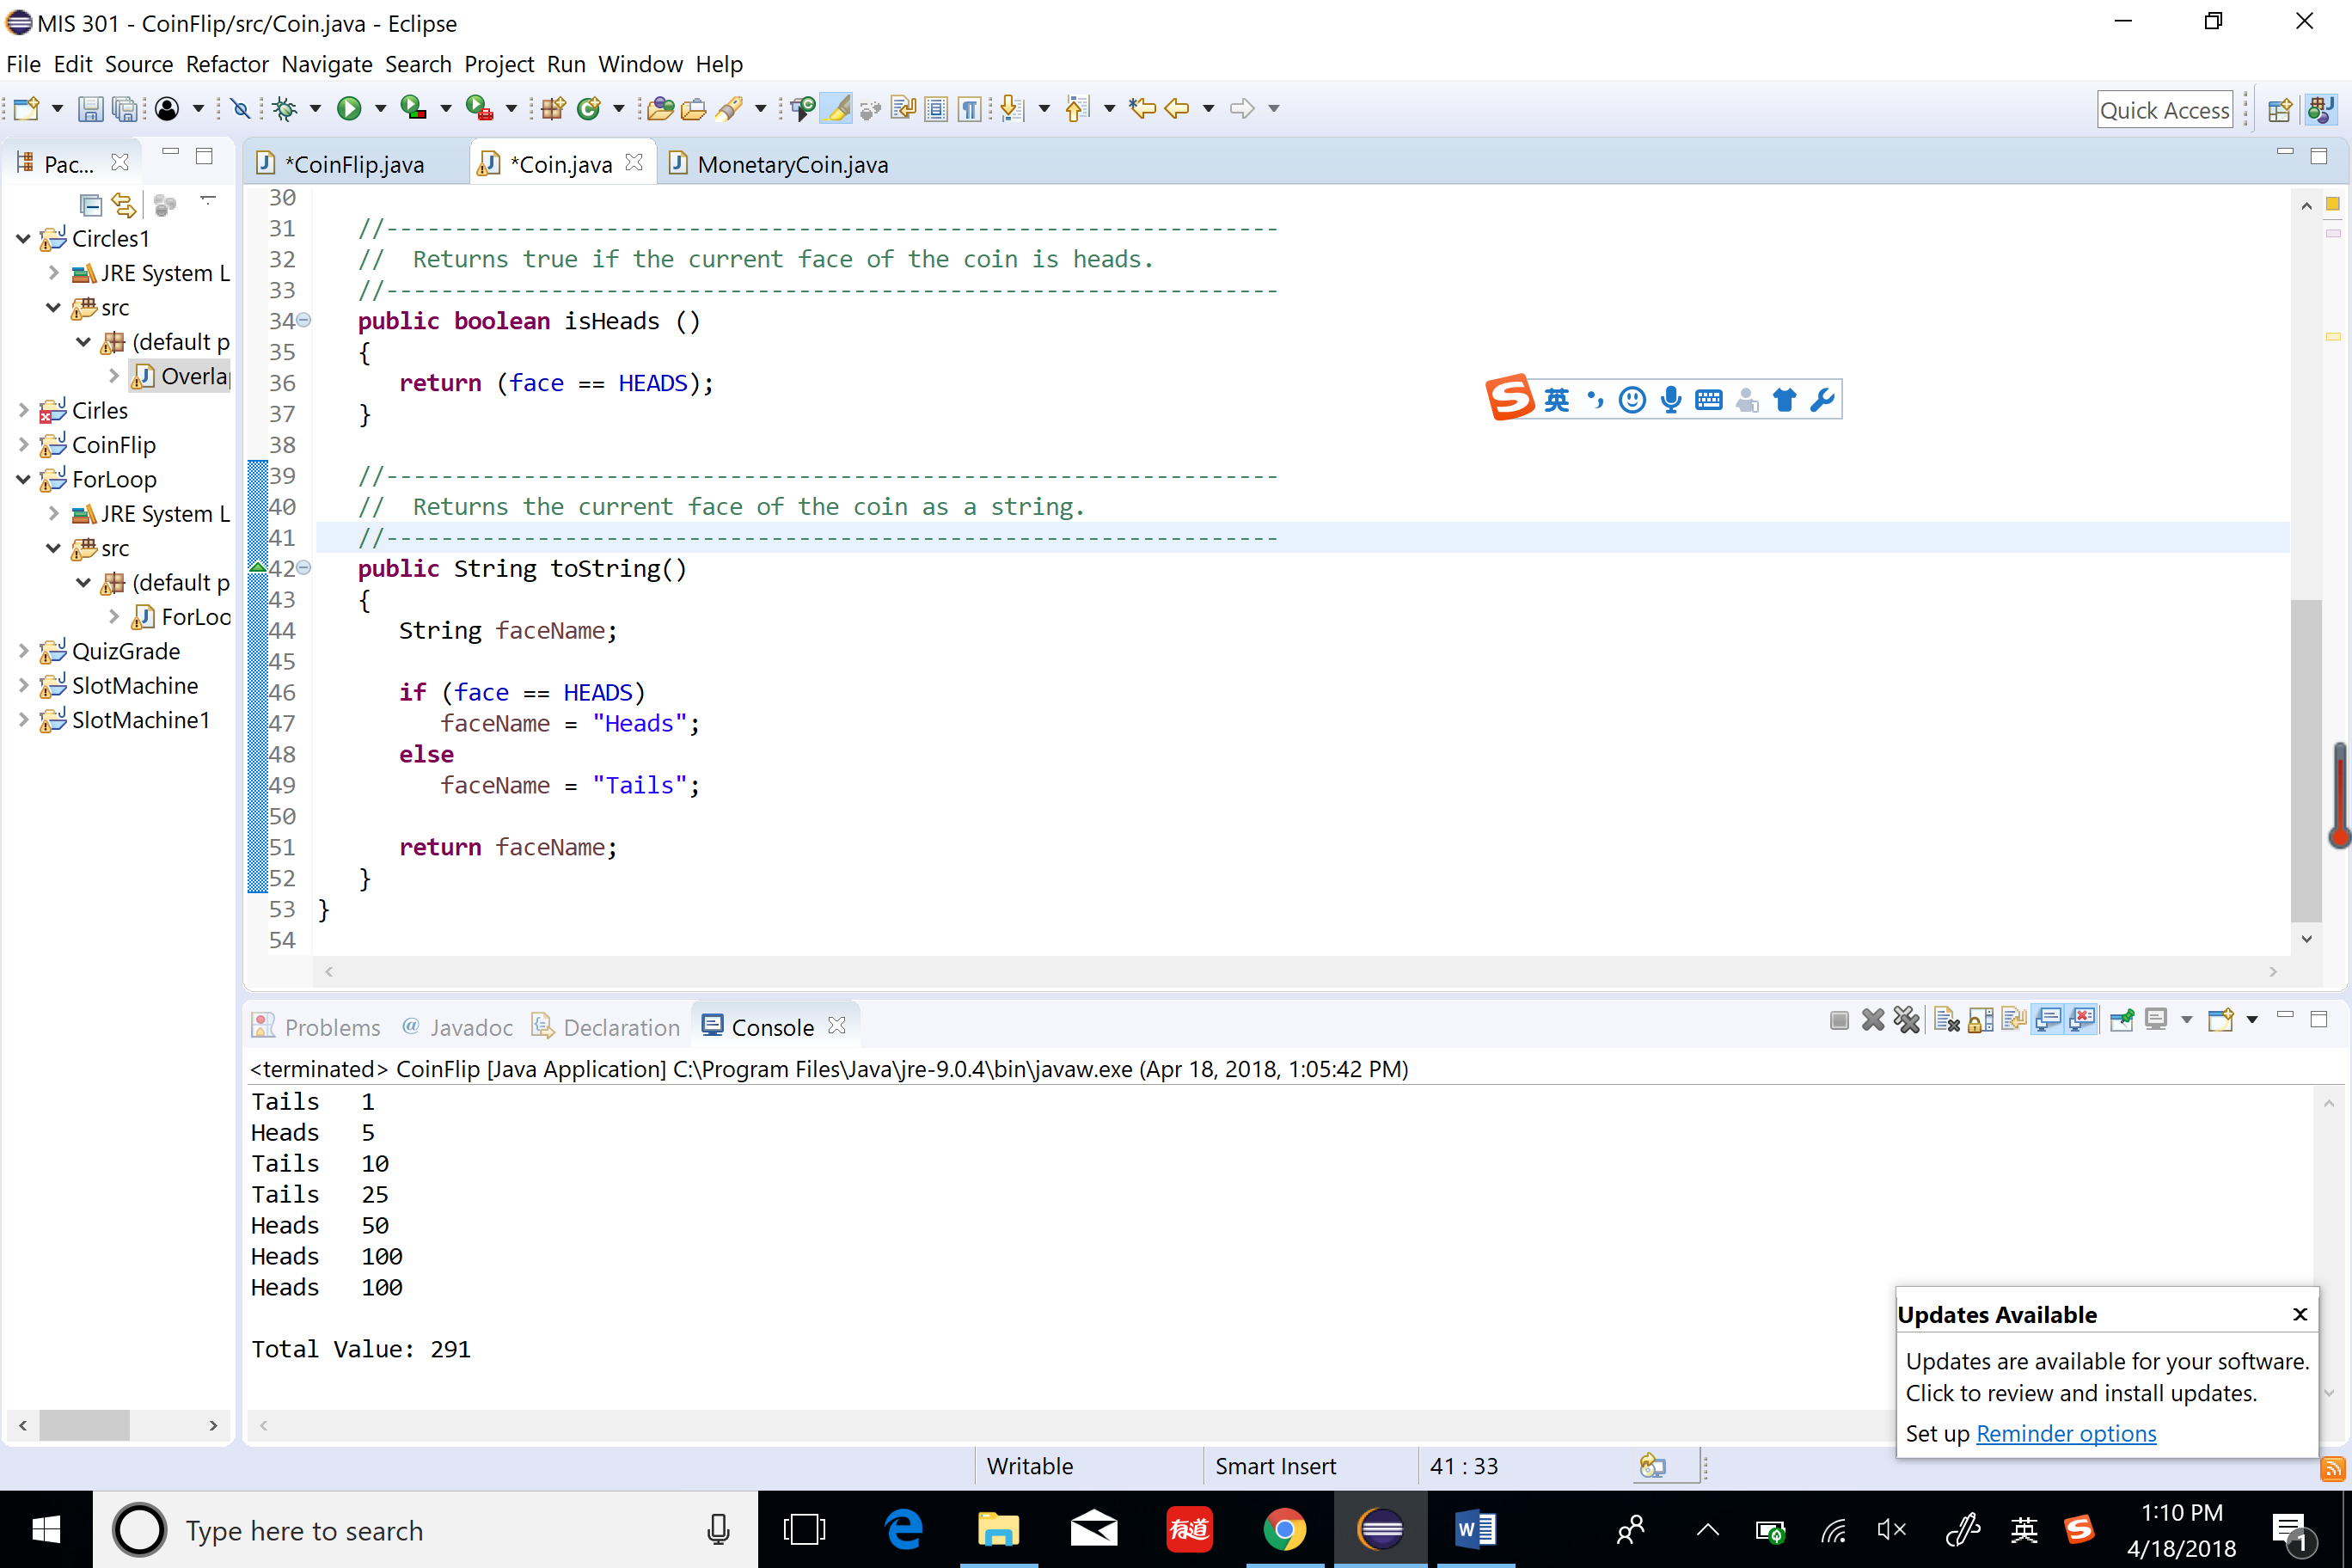 MIS 301 - CoinFlip/src/Coin.java - Eclipse
File Edit Source Refactor Navigate Search Project Run Window Help
Quick Access
Pac...
*CoinFlip.java
*Coin.java
MonetaryCoin.java
Circles1
JRE System L
src
(default p
Overla
Cirles
CoinFlip
ForLoop
JRE System L
src
(default p
ForLoo
QuizGrade
SlotMachine
SlotMachine1
30
31 //-----------------------------------------------------------------
32 //  Returns true if the current face of the coin is heads.
33 //-----------------------------------------------------------------
34 public boolean isHeads ()
35 {
36 return (face == HEADS);
37 }
38
39 //-----------------------------------------------------------------
40 //  Returns the current face of the coin as a string.
41 //-----------------------------------------------------------------
42 public String toString()
43 {
44 String faceName;
45
46 if (face == HEADS)
47 faceName = "Heads";
48 else
49 faceName = "Tails";
50
51 return faceName;
52 }
53 }
54
英
Problems @ Javadoc Declaration Console
<terminated> CoinFlip [Java Application] C:\Program Files\Java\jre-9.0.4\bin\javaw.exe (Apr 18, 2018, 1:05:42 PM)
Tails 1
Heads 5
Tails 10
Tails 25
Heads 50
Heads 100
Heads 100
Total Value: 291
Updates Available x
Updates are available for your software.
Click to review and install updates.
Set up Reminder options
Writable
Smart Insert
41 : 33
Type here to search
有道
英
1:10 PM
4/18/2018
1